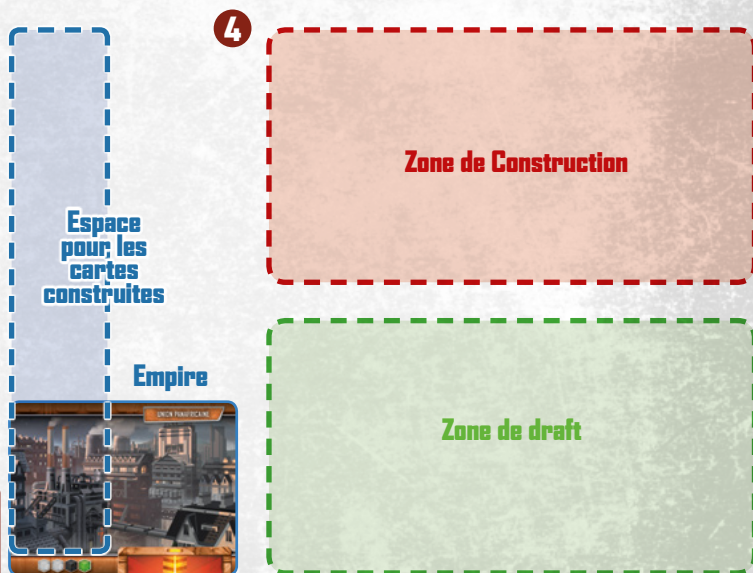 4
Zone de Construction
Espace
pour les
cartes
construites
Empire
UNION PANAFRICAINE
Zone de draft